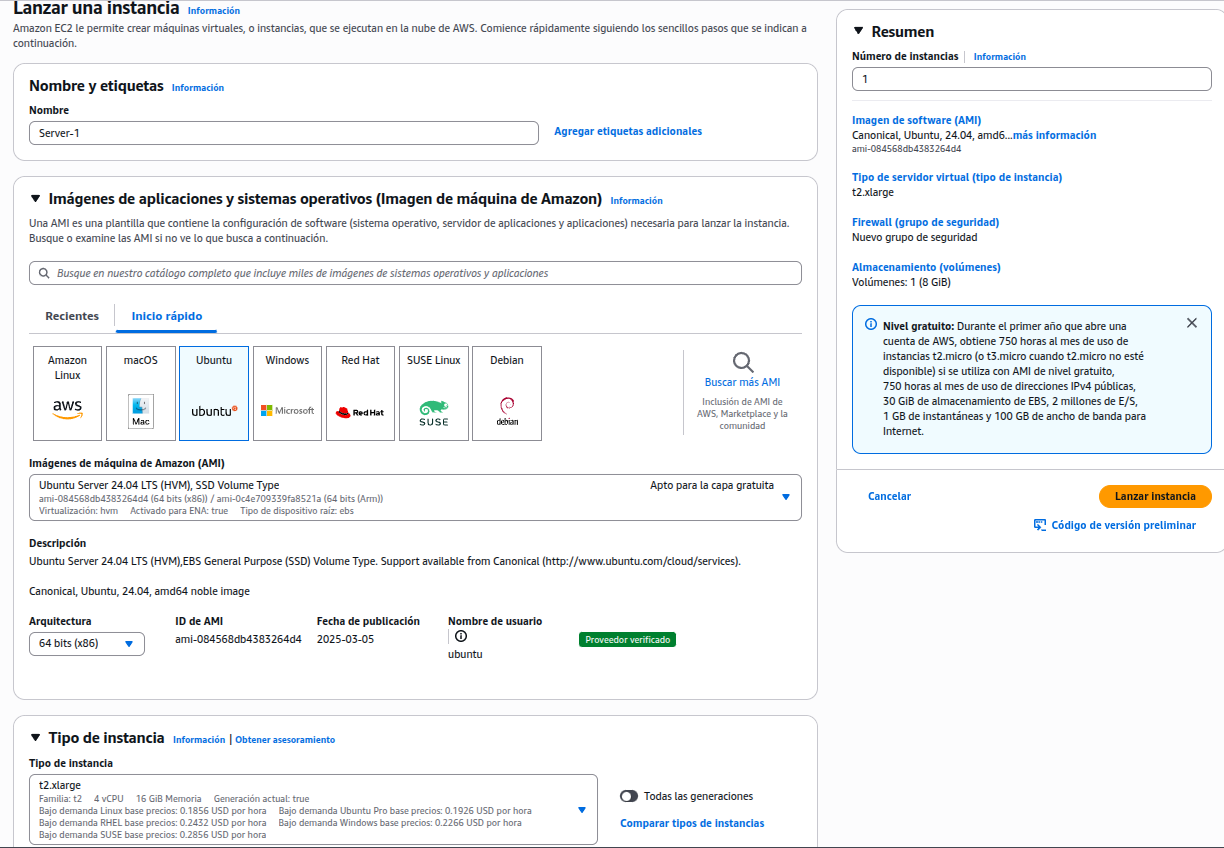 Lanzar una instancia Información
Amazon EC2 le permite crear máquinas virtuales, o instancias, que se ejecutan en la nube de AWS. Comience rápidamente siguiendo los sencillos pasos que se indican a
continuación.
Nombre y etiquetas Información
Nombre
Server-1
Agregar etiquetas adicionales
Imágenes de aplicaciones y sistemas operativos (Imagen de máquina de Amazon) Información
Una AMI es una plantilla que contiene la configuración de software (sistema operativo, servidor de aplicaciones y aplicaciones) necesaria para lanzar la instancia.
Busque o examine las AMI si no ve lo que busca a continuación.
Busque en nuestro catálogo completo que incluye miles de imágenes de sistemas operativos y aplicaciones
Recientes
Inicio rápido
Amazon
Linux
aws
macOS
Mac
Ubuntu
ubuntu
Windows
Microsoft
Red Hat
Red Hat
SUSE Linux
SUSE
Debian
debian
Buscar más AMI
Inclusión de AMI de
AWS, Marketplace y la
comunidad
Imágenes de máquina de Amazon (AMI)
Ubuntu Server 24.04 LTS (HVM), SSD Volume Type
Apto para la capa gratuita
ami-084568db4383264d4 (64 bits (x86)) / ami-0c4e709339fa8521a (64 bits (Arm))
Virtualización: hvm Activado para ENA: true Tipo de dispositivo raíz: ebs
Descripción
Ubuntu Server 24.04 LTS (HVM),EBS General Purpose (SSD) Volume Type. Support available from Canonical (http://www.ubuntu.com/cloud/services).
Canonical, Ubuntu, 24.04, amd64 noble image
Arquitectura
64 bits (x86)
ID de AMI
ami-084568db4383264d4
Fecha de publicación
2025-03-05
Nombre de usuario
ubuntu
Proveedor verificado
Tipo de instancia Información | Obtener asesoramiento
Tipo de instancia
t2.xlarge
Familia: t2 4 vCPU 16 GiB Memoria Generación actual: true
Bajo demanda Linux base precios: 0.1856 USD por hora Bajo demanda Ubuntu Pro base precios: 0.1926 USD por hora
Bajo demanda RHEL base precios: 0.2432 USD por hora Bajo demanda Windows base precios: 0.2266 USD por hora
Bajo demanda SUSE base precios: 0.2856 USD por hora
Todas las generaciones
Comparar tipos de instancias
Resumen
Número de instancias Información
1
Imagen de software (AMI)
Canonical, Ubuntu, 24.04, amd6...más información
ami-084568db4383264d4
Tipo de servidor virtual (tipo de instancia)
t2.xlarge
Firewall (grupo de seguridad)
Nuevo grupo de seguridad
Almacenamiento (volúmenes)
Volúmenes: 1 (8 GiB)
Nivel gratuito: Durante el primer año que abre una
cuenta de AWS, obtiene 750 horas al mes de uso de
instancias t2.micro (o t3.micro cuando t2.micro no esté
disponible) si se utiliza con AMI de nivel gratuito,
750 horas al mes de uso de direcciones IPv4 públicas,
30 GiB de almacenamiento de EBS, 2 millones de E/S,
1 GB de instantáneas y 100 GB de ancho de banda para
Internet.
Cancelar
Lanzar instancia
Código de versión preliminar